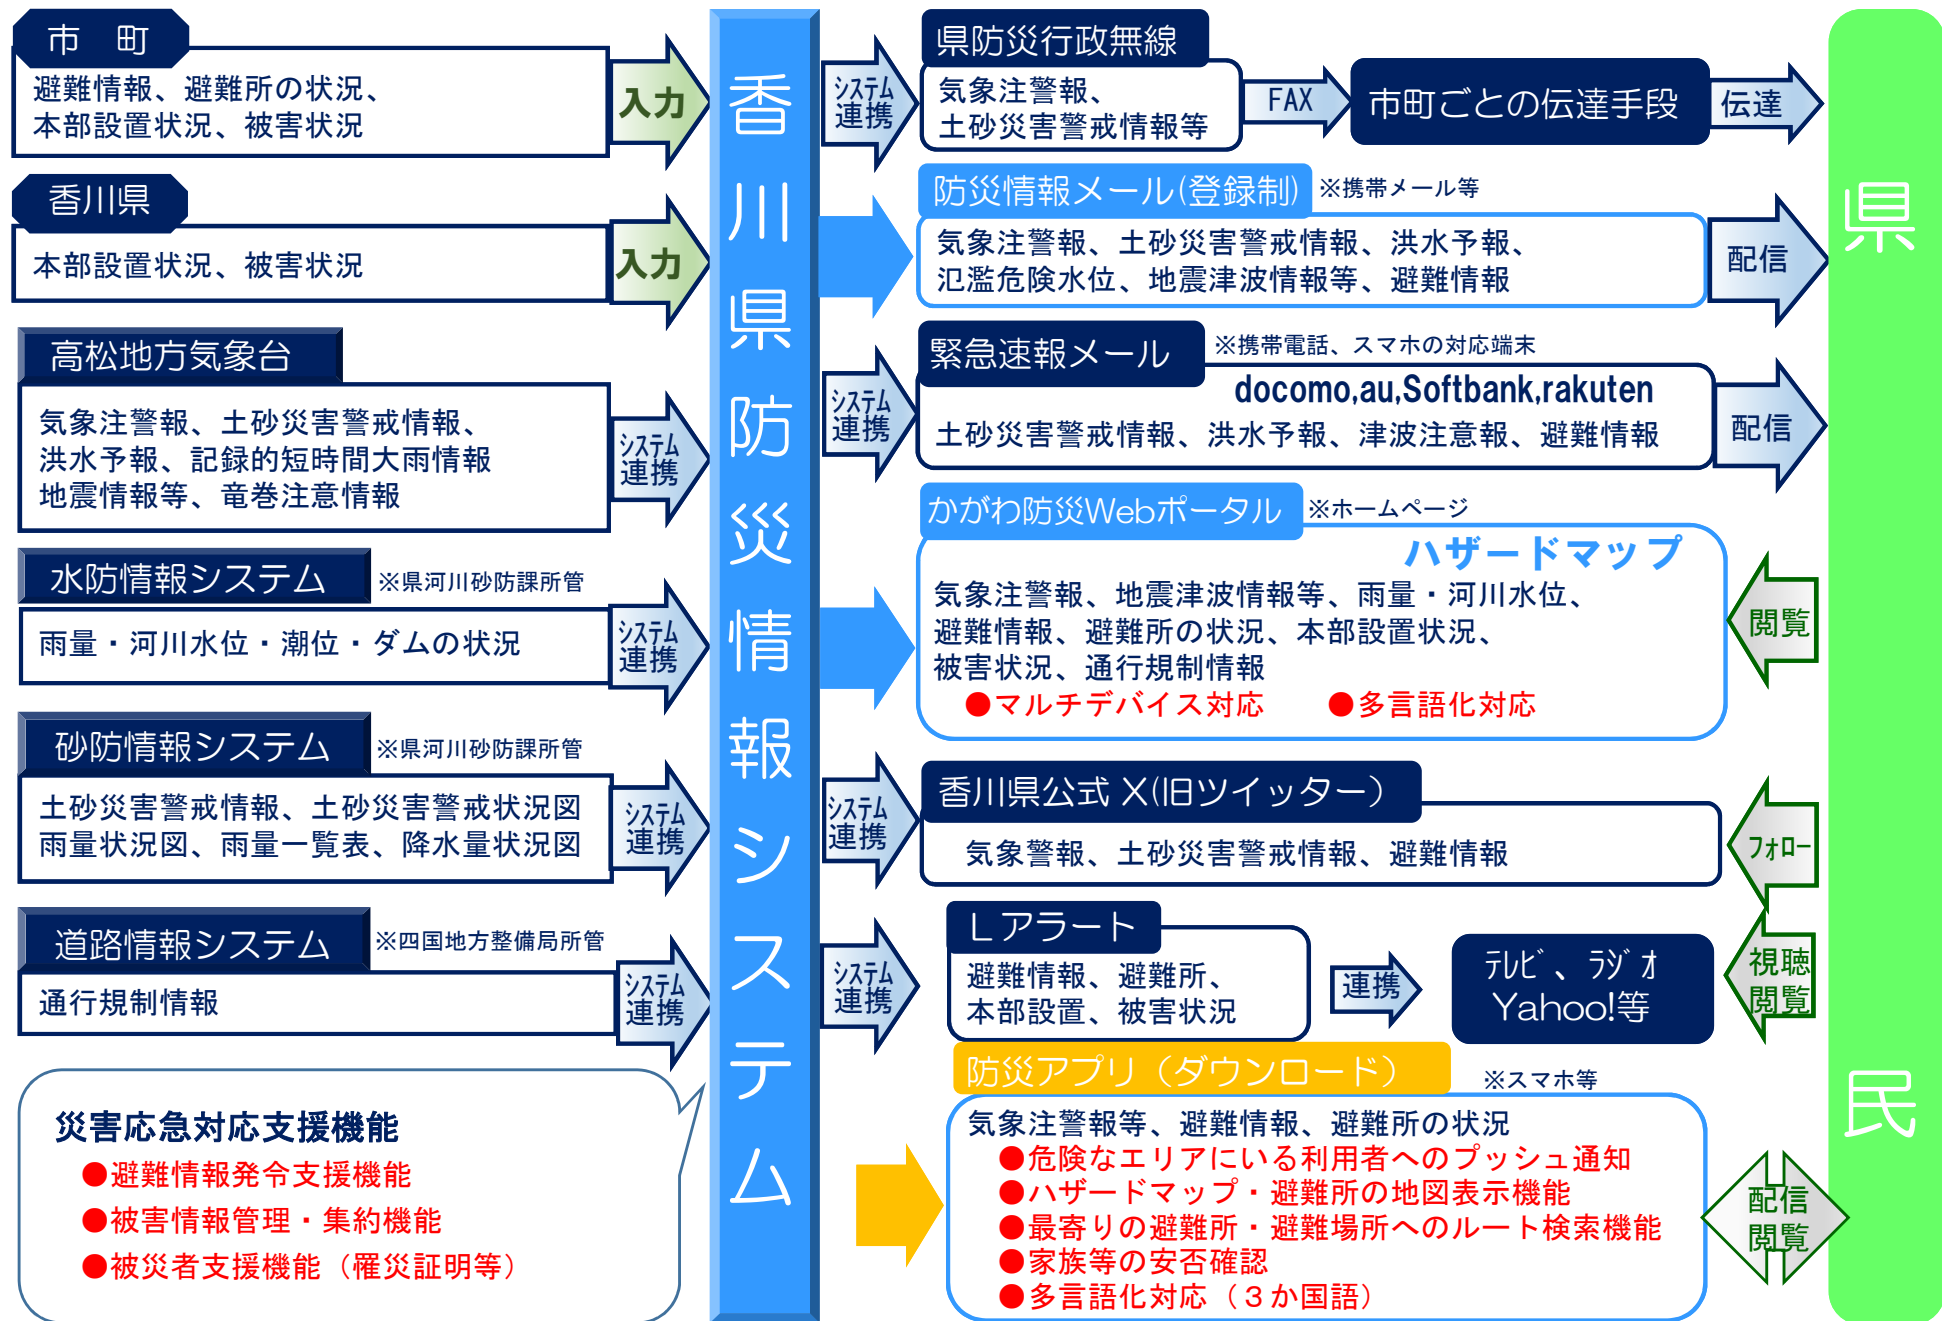 市　町
避難情報、避難所の状況、
本部設置状況、被害状況
入力
香川県
本部設置状況、被害状況
入力
高松地方気象台
気象注警報、土砂災害警戒情報、
洪水予報、記録的短時間大雨情報
地震情報等、竜巻注意情報
ｼｽﾃﾑ
連携
水防情報システム
※県河川砂防課所管
雨量・河川水位・潮位・ダムの状況
ｼｽﾃﾑ
連携
砂防情報システム
※県河川砂防課所管
土砂災害警戒情報、土砂災害警戒状況図
雨量状況図、雨量一覧表、降水量状況図
ｼｽﾃﾑ
連携
道路情報システム
※四国地方整備局所管
通行規制情報
ｼｽﾃﾑ
連携
災害応急対応支援機能
●避難情報発令支援機能
●被害情報管理・集約機能
●被災者支援機能（罹災証明等）
香川県防災情報システム
ｼｽﾃﾑ
連携
県防災行政無線
気象注警報、
土砂災害警戒情報等
FAX
市町ごとの伝達手段
伝達
防災情報メール(登録制)
※携帯メール等
気象注警報、土砂災害警戒情報、洪水予報、
氾濫危険水位、地震津波情報等、避難情報
配信
ｼｽﾃﾑ
連携
緊急速報メール
※携帯電話、スマホの対応端末
docomo,au,Softbank,rakuten
土砂災害警戒情報、洪水予報、津波注意報、避難情報
配信
かがわ防災Webポータル
※ホームページ
ハザードマップ
気象注警報、地震津波情報等、雨量・河川水位、
避難情報、避難所の状況、本部設置状況、
被害状況、通行規制情報
●マルチデバイス対応　●多言語化対応
閲覧
ｼｽﾃﾑ
連携
香川県公式 X(旧ツイッター）
気象警報、土砂災害警戒情報、避難情報
ﾌｫﾛｰ
ｼｽﾃﾑ
連携
Ｌアラート
避難情報、避難所、
本部設置、被害状況
連携
ﾃﾚﾋﾞ、ﾗｼﾞｵ
Yahoo!等
視聴
閲覧
防災アプリ（ダウンロード）
※スマホ等
気象注警報等、避難情報、避難所の状況
●危険なエリアにいる利用者へのプッシュ通知
●ハザードマップ・避難所の地図表示機能
●最寄りの避難所・避難場所へのルート検索機能
●家族等の安否確認
●多言語化対応（３か国語）
配信
閲覧
県民